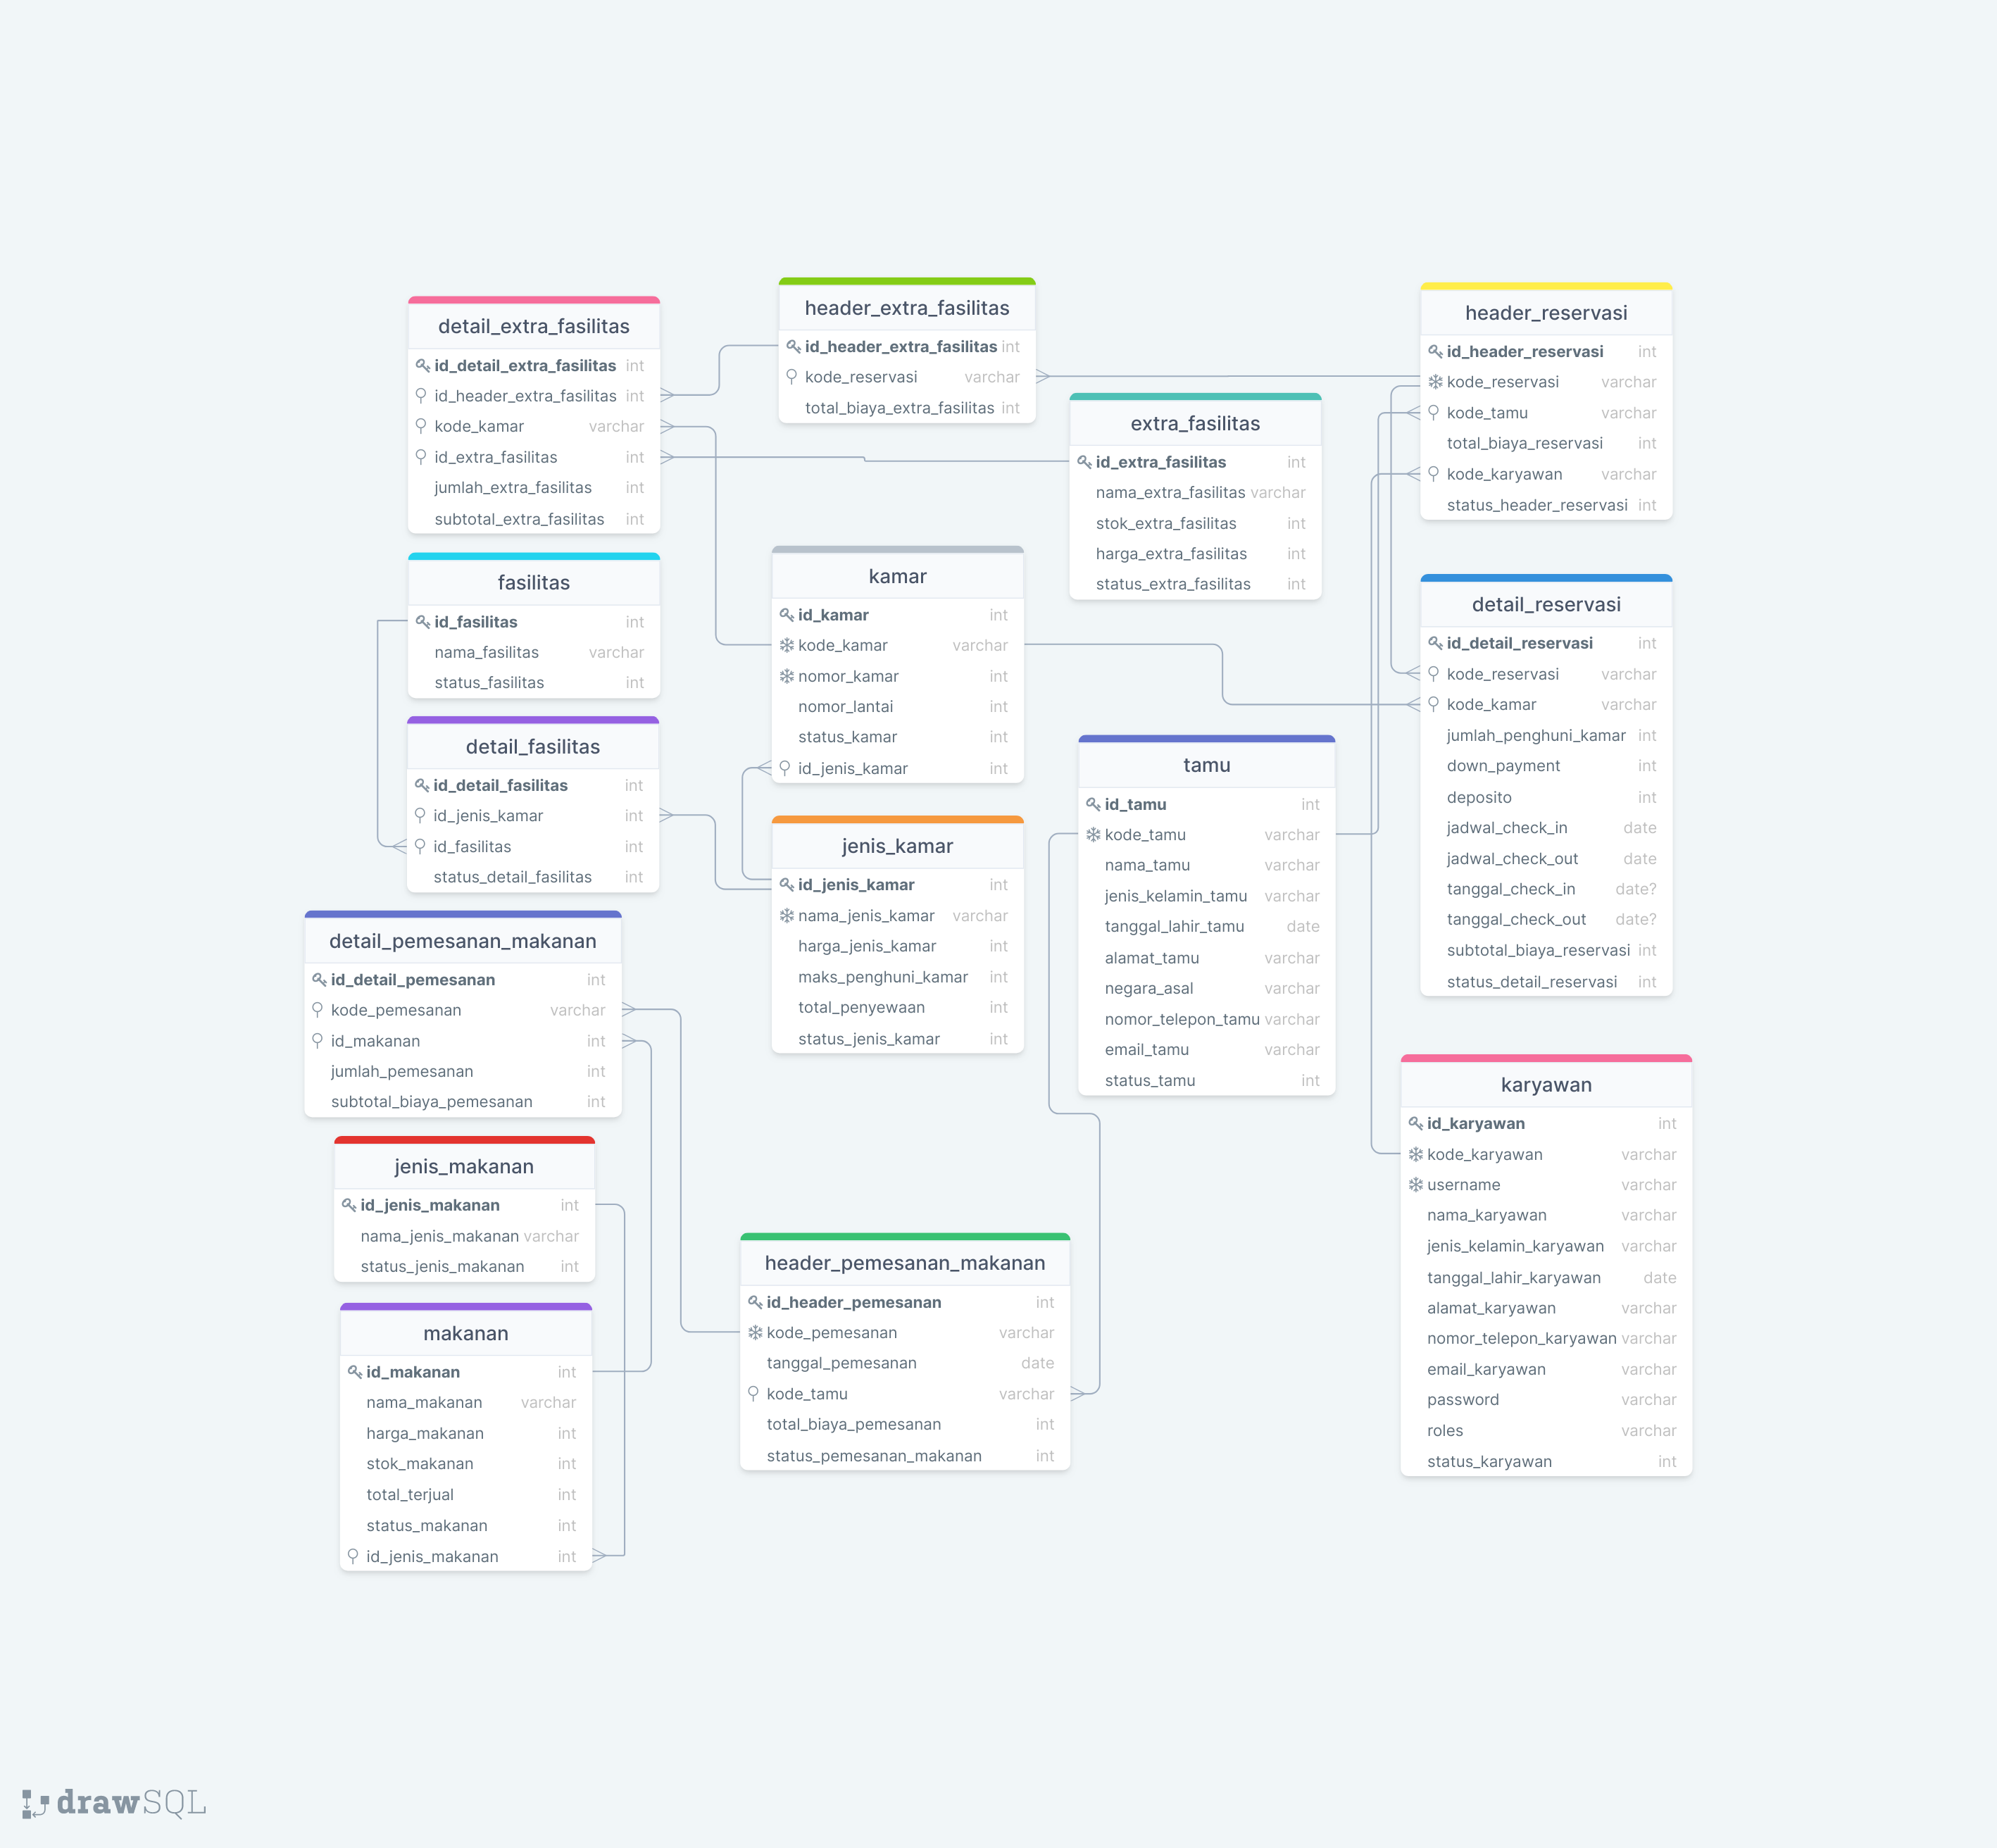 detail_extra_fasilitas
id_detail_extra_fasilitas int
id_header_extra_fasilitas int
kode_kamar varchar
id_extra_fasilitas int
jumlah_extra_fasilitas int
subtotal_extra_fasilitas int
header_extra_fasilitas
id_header_extra_fasilitas int
kode_reservasi varchar
total_biaya_extra_fasilitas int
header_reservasi
id_header_reservasi int
kode_reservasi varchar
kode_tamu varchar
total_biaya_reservasi int
kode_karyawan varchar
status_header_reservasi int
extra_fasilitas
id_extra_fasilitas int
nama_extra_fasilitas varchar
stok_extra_fasilitas int
harga_extra_fasilitas int
status_extra_fasilitas int
fasilitas
id_fasilitas int
nama_fasilitas varchar
status_fasilitas int
kamar
id_kamar int
kode_kamar varchar
nomor_kamar int
nomor_lantai int
status_kamar int
id_jenis_kamar int
detail_reservasi
id_detail_reservasi int
kode_reservasi varchar
kode_kamar varchar
jumlah_penghuni_kamar int
down_payment int
deposito int
jadwal_check_in date
jadwal_check_out date
tanggal_check_in date?
tanggal_check_out date?
subtotal_biaya_reservasi int
status_detail_reservasi int
detail_fasilitas
id_detail_fasilitas int
id_jenis_kamar int
id_fasilitas int
status_detail_fasilitas int
jenis_kamar
id_jenis_kamar int
nama_jenis_kamar varchar
harga_jenis_kamar int
maks_penghuni_kamar int
total_penyewaan int
status_jenis_kamar int
tamu
id_tamu int
kode_tamu varchar
nama_tamu varchar
jenis_kelamin_tamu varchar
tanggal_lahir_tamu date
alamat_tamu varchar
negara_asal varchar
nomor_telepon_tamu varchar
email_tamu varchar
status_tamu int
detail_pemesanan_makanan
id_detail_pemesanan int
kode_pemesanan varchar
id_makanan int
jumlah_pemesanan int
subtotal_biaya_pemesanan int
karyawan
id_karyawan int
kode_karyawan varchar
username varchar
nama_karyawan varchar
jenis_kelamin_karyawan varchar
tanggal_lahir_karyawan date
alamat_karyawan varchar
nomor_telepon_karyawan varchar
email_karyawan varchar
password varchar
roles varchar
status_karyawan int
jenis_makanan
id_jenis_makanan int
nama_jenis_makanan varchar
status_jenis_makanan int
header_pemesanan_makanan
id_header_pemesanan int
kode_pemesanan varchar
tanggal_pemesanan date
kode_tamu varchar
total_biaya_pemesanan int
status_pemesanan_makanan int
makanan
id_makanan int
nama_makanan varchar
harga_makanan int
stok_makanan int
total_terjual int
status_makanan int
id_jenis_makanan int
drawSQL